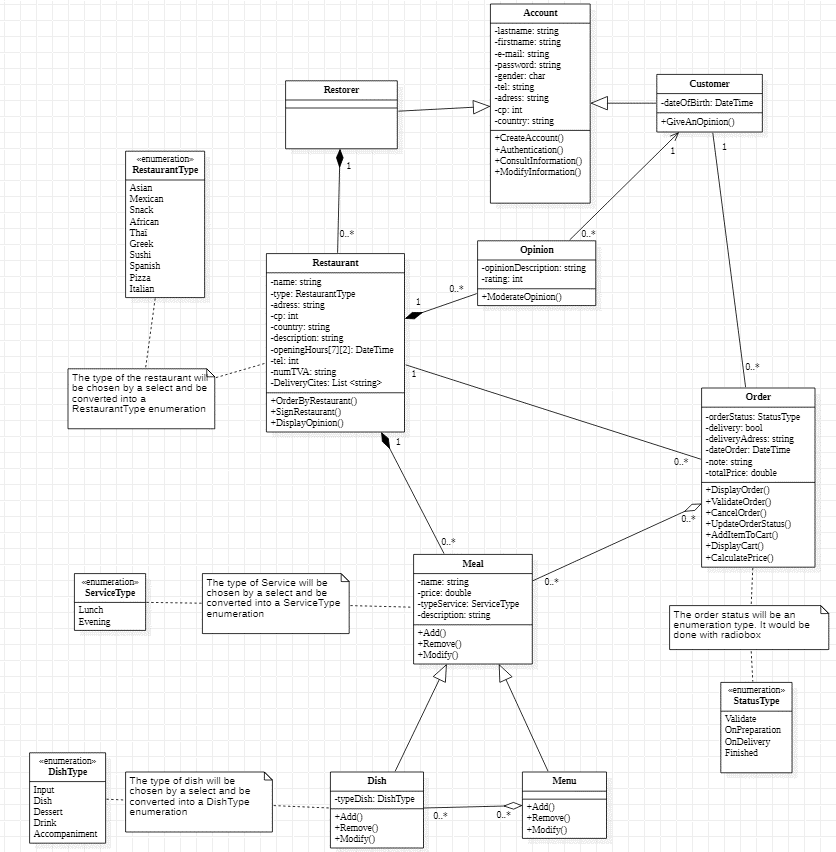 Account
-lastname: string
-firstname: string
-e-mail: string
-password: string
-gender: char
-tel: string
-adress: string
-cp: int
-country: string
+CreateAccount()
+Authentication()
+ConsultInformation()
+ModifyInformation()
Restorer
Customer
-dateOfBirth: DateTime
+GiveAnOpinion()
1
1
1
0..*
0..*
«enumeration»
RestaurantType
Asian
Mexican
Snack
African
Thai
Greek
Sushi
Spanish
Pizza
Italian
Opinion
-opinionDescription: string
-rating: int
+ModerateOpinion()
Restaurant
-name: string
-type: RestaurantType
-adress: string
-cp: int
-country: string
-description: string
-openingHours[7][2]: DateTime
-tel: int
-numTVA: string
-DeliveryCites: List <string>
+OrderByRestaurant()
+SignRestaurant()
+DisplayOpinion()
1
0..*
The type of the restaurant will
be chosen by a select and be
converted into a
RestaurantType enumeration
1
0..*
0..*
1
Order
-orderStatus: StatusType
-delivery: bool
-deliveryAdress: string
-dateOrder: DateTime
-note: string
-totalPrice: double
+DisplayOrder()
+ValidateOrder()
+CancelOrder()
+UpdateOrderStatus()
+AddItemToCart()
+DisplayCart()
+CalculatePrice()
0..*
0..*
0..*
Meal
-name: string
-price: double
-typeService: ServiceType
-description: string
+Add()
+Remove()
+Modify()
«enumeration»
ServiceType
Lunch
Evening
The type of Service will be
chosen by a select and be
converted into a ServiceType
enumeration
The order status will be an
enumeration type. It would be
done with radiobox
«enumeration»
StatusType
Validate
OnPreparation
OnDelivery
Finished
«enumeration»
DishType
Input
Dish
Dessert
Drink
Accompaniment
The type of dish will be
chosen by a select and be
converted into a DishType
enumeration
Dish
-typeDish: DishType
+Add()
+Remove()
+Modify()
0..*
0..*
Menu
+Add()
+Remove()
+Modify()